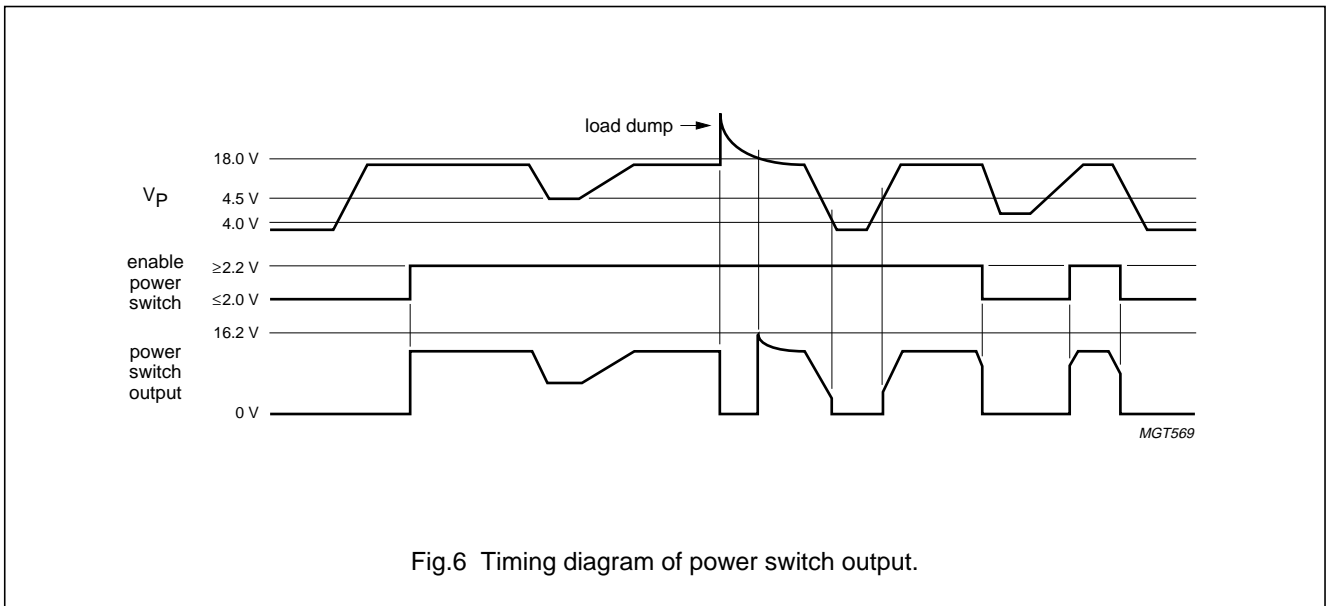 load dump
18.0 V
VP
4.5 V
4.0 V
enable
power
switch
≥2.2 V
≤2.0 V
16.2 V
power
switch
output
0 V
MGT569
Fig.6 Timing diagram of power switch output.